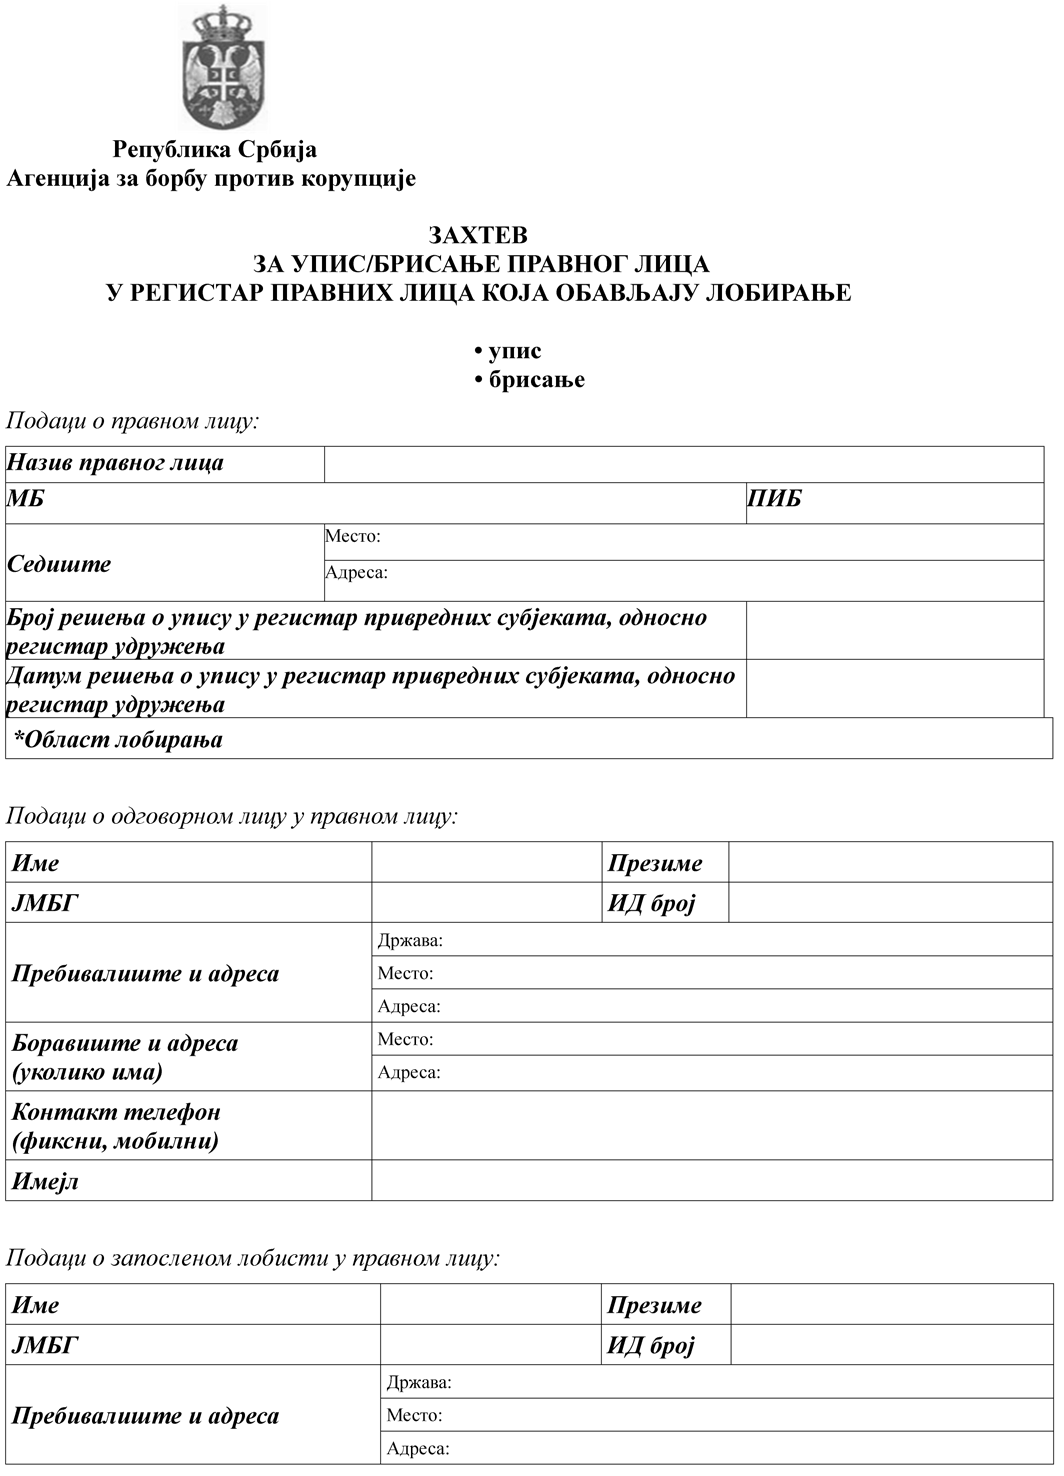 Република Србија
Агенција за борбу против корупције
ЗАХТЕВ
ЗА УПИС/БРИСАЊЕ ПРАВНОГ ЛИЦА
У РЕГИСТАР ПРАВНИХ ЛИЦА КОЈА ОБАВЉАЈУ ЛОБИРАЊЕ
• упис
• брисање
Подаци о правном лицу:
Назив правног лица
МБ ПИБ
Седиште
Место:
Адреса:
Број решења о упису у регистар привредних субјеката, односно
регистар удружења
Датум решења о упису у регистар привредних субјеката, односно
регистар удружења
*Област лобирања
Подаци о одговорном лицу у правном лицу:
Име Презиме
ЈМБГ ИД број
Пребивалиште и адреса
Држава:
Место:
Адреса:
Боравиште и адреса
(уколико има)
Место:
Адреса:
Контакт телефон
(фиксни, мобилни)
Имејл
Подаци о запосленом лобисти у правном лицу:
Име Презиме
ЈМБГ ИД број
Пребивалиште и адреса
Држава:
Место:
Адреса: